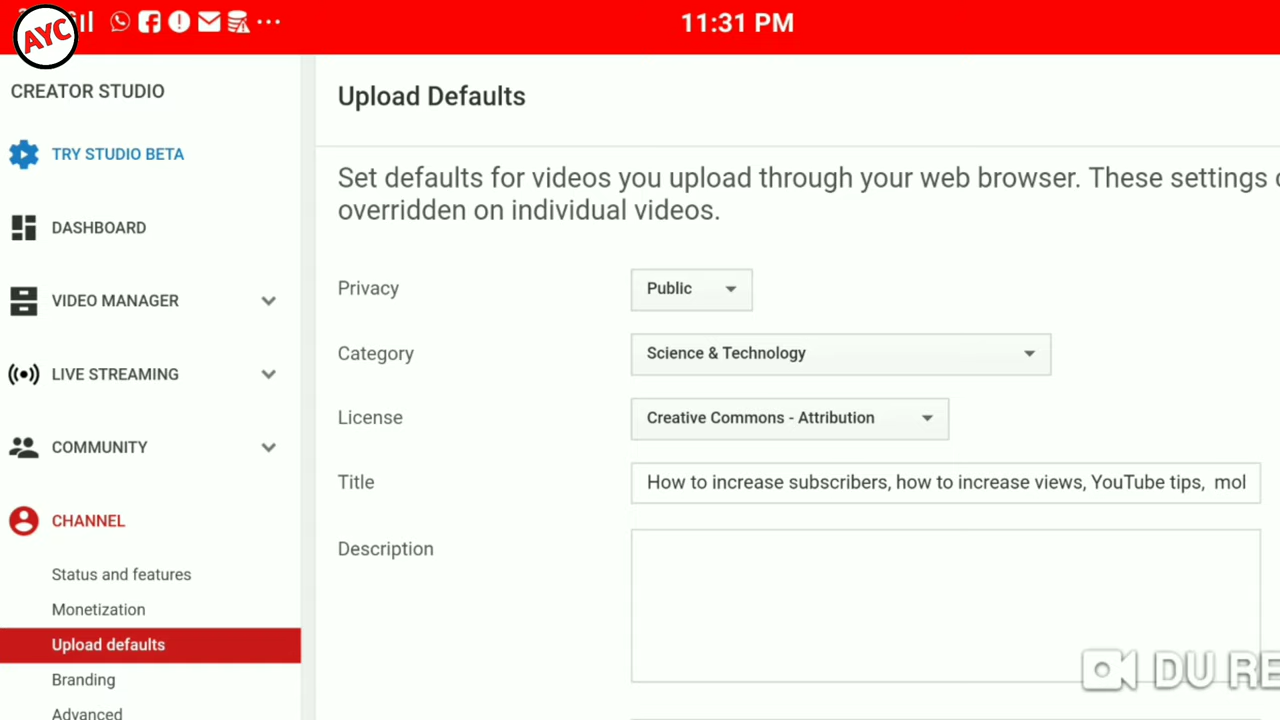 AYC
11:31 PM
CREATOR STUDIO
TRY STUDIO BETA
DASHBOARD
VIDEO MANAGER
LIVE STREAMING
COMMUNITY
CHANNEL
Status and features
Monetization
Upload defaults
Branding
Advanced
Upload Defaults
Set defaults for videos you upload through your web browser. These settings
overridden on individual videos.
Privacy
Public
Category
Science & Technology
License
Creative Commons - Attribution
Title
How to increase subscribers, how to increase views, YouTube tips, mol
Description
DU RE